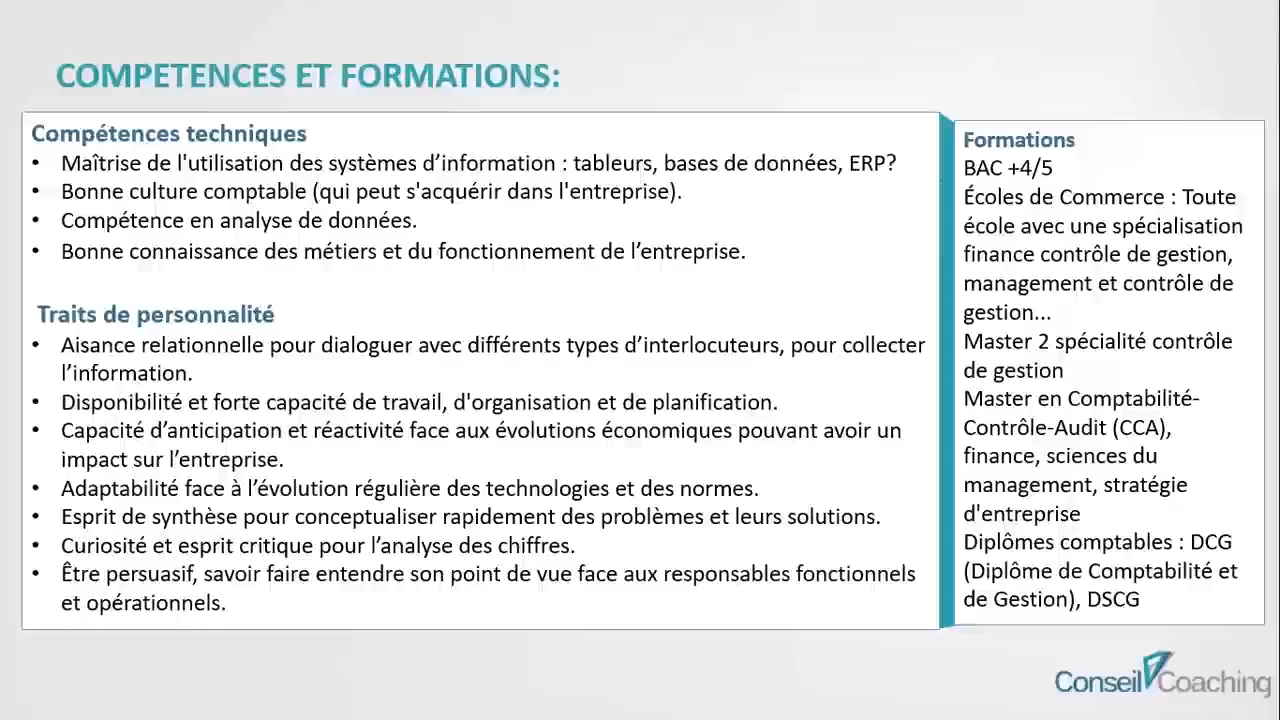 COMPETENCES ET FORMATIONS:
Compétences techniques
• Maîtrise de l'utilisation des systèmes d’information : tableurs, bases de données, ERP?
• Bonne culture comptable (qui peut s'acquérir dans l'entreprise).
• Compétence en analyse de données.
• Bonne connaissance des métiers et du fonctionnement de l’entreprise.
Traits de personnalité
• Aisance relationnelle pour dialoguer avec différents types d’interlocuteurs, pour collecter
l’information.
• Disponibilité et forte capacité de travail, d'organisation et de planification.
• Capacité d’anticipation et réactivité face aux évolutions économiques pouvant avoir un
impact sur l’entreprise.
• Adaptabilité face à l’évolution régulière des technologies et des normes.
• Esprit de synthèse pour conceptualiser rapidement des problèmes et leurs solutions.
• Curiosité et esprit critique pour l’analyse des chiffres.
• Être persuasif, savoir faire entendre son point de vue face aux responsables fonctionnels
et opérationnels.
Formations
BAC +4/5
Écoles de Commerce : Toute
école avec une spécialisation
finance contrôle de gestion,
management et contrôle de
gestion...
Master 2 spécialité contrôle
de gestion
Master en Comptabilité-
Contrôle-Audit (CCA),
finance, sciences du
management, stratégie
d'entreprise
Diplômes comptables : DCG
(Diplôme de Comptabilité et
de Gestion), DSCG
Conseil Coaching